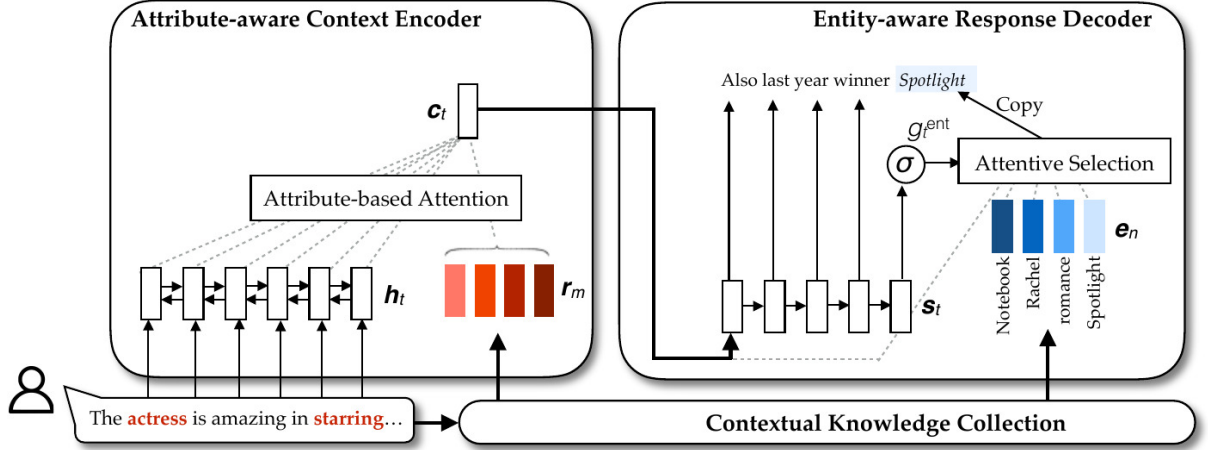 Attribute-aware Context Encoder
c_t
Attribute-based Attention
h_t
r_m
The actress is amazing in starring...
Entity-aware Response Decoder
Also last year winner Spotlight
Copy
g_t^ent
σ
Attentive Selection
e_n
Notebook
Rachel
romance
Spotlight
s_t
Contextual Knowledge Collection